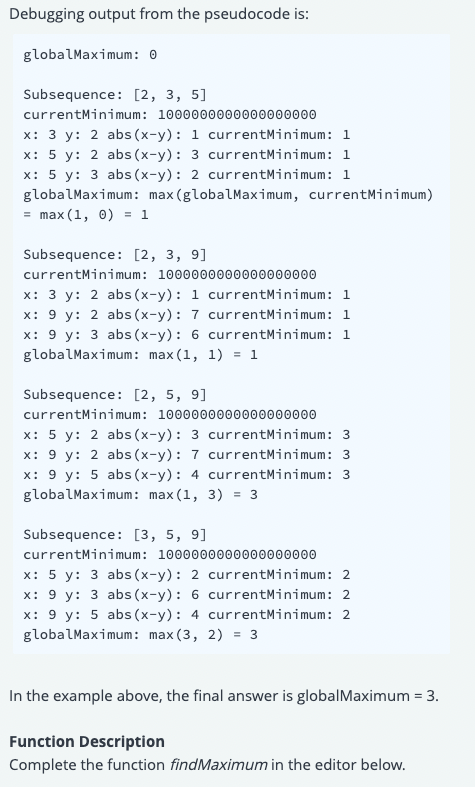 Debugging output from the pseudocode is:
globalMaximum: 0
Subsequence: [2, 3, 5]
currentMinimum: 1000000000000000000
x: 3 y: 2 abs(x-y): 1 currentMinimum: 1
x: 5 y: 2 abs(x-y): 3 currentMinimum: 1
x: 5 y: 3 abs(x-y): 2 currentMinimum: 1
globalMaximum: max(globalMaximum, currentMinimum)
= max(1, 0) = 1
Subsequence: [2, 3, 9]
currentMinimum: 1000000000000000000
x: 3 y: 2 abs(x-y): 1 currentMinimum: 1
x: 9 y: 2 abs(x-y): 7 currentMinimum: 1
x: 9 y: 3 abs(x-y): 6 currentMinimum: 1
globalMaximum: max(1, 1) = 1
Subsequence: [2, 5, 9]
currentMinimum: 1000000000000000000
x: 5 y: 2 abs(x-y): 3 currentMinimum: 3
x: 9 y: 2 abs(x-y): 7 currentMinimum: 3
x: 9 y: 5 abs(x-y): 4 currentMinimum: 3
globalMaximum: max(1, 3) = 3
Subsequence: [3, 5, 9]
currentMinimum: 1000000000000000000
x: 5 y: 3 abs(x-y): 2 currentMinimum: 2
x: 9 y: 3 abs(x-y): 6 currentMinimum: 2
x: 9 y: 5 abs(x-y): 4 currentMinimum: 2
globalMaximum: max(3, 2) = 3
In the example above, the final answer is globalMaximum = 3.
Function Description
Complete the function findMaximum in the editor below.